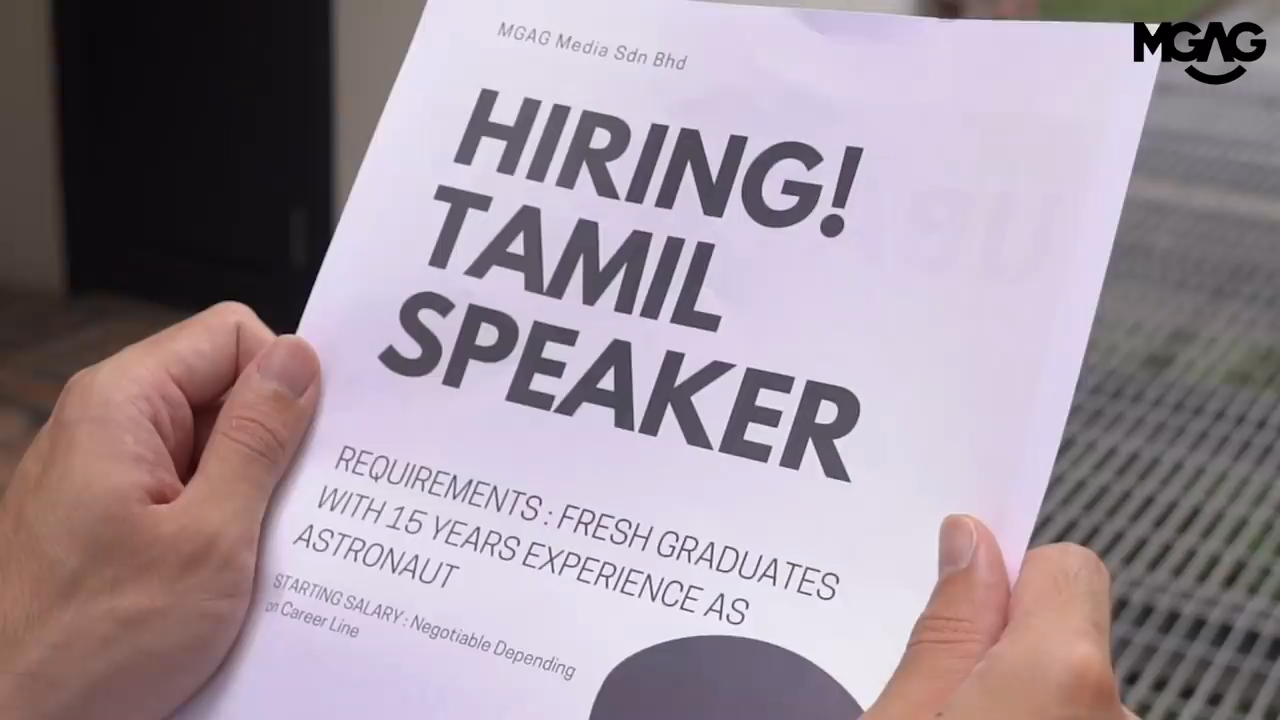 MGAG
MGAG Media Sdn Bhd
HIRING!
TAMIL
SPEAKER
REQUIREMENTS : FRESH GRADUATES
WITH 15 YEARS EXPERIENCE AS
ASTRONAUT
STARTING SALARY : Negotiable Depending
on Career Line